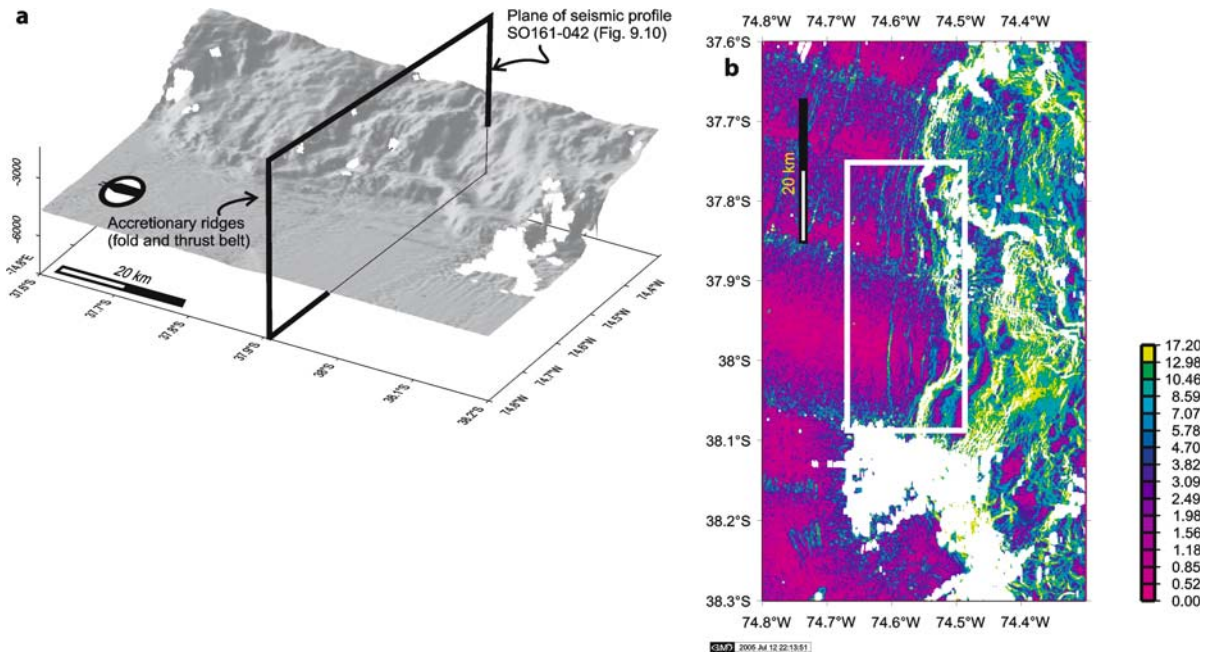 a
Plane of seismic profile
SO161-042 (Fig. 9.10)
-3000
-6000
Accretionary ridges
(fold and thrust belt)
20 km
-74.8°E
37.6°S
37.7°S
37.8°S
37.9°S
38°S
38.1°S
38.2°S
74.8°W
74.7°W
74.6°W
74.5°W
74.4°W
b
74.8°W 74.7°W 74.6°W 74.5°W 74.4°W
37.6°S
37.7°S
37.8°S
37.9°S
38°S
38.1°S
38.2°S
38.3°S
20 km
74.8°W 74.7°W 74.6°W 74.5°W 74.4°W
17.20
12.98
10.46
8.59
7.07
5.78
4.70
3.82
3.09
2.49
1.98
1.56
1.18
0.85
0.52
0.00
GMT 2005 Jul 12 22:13:51